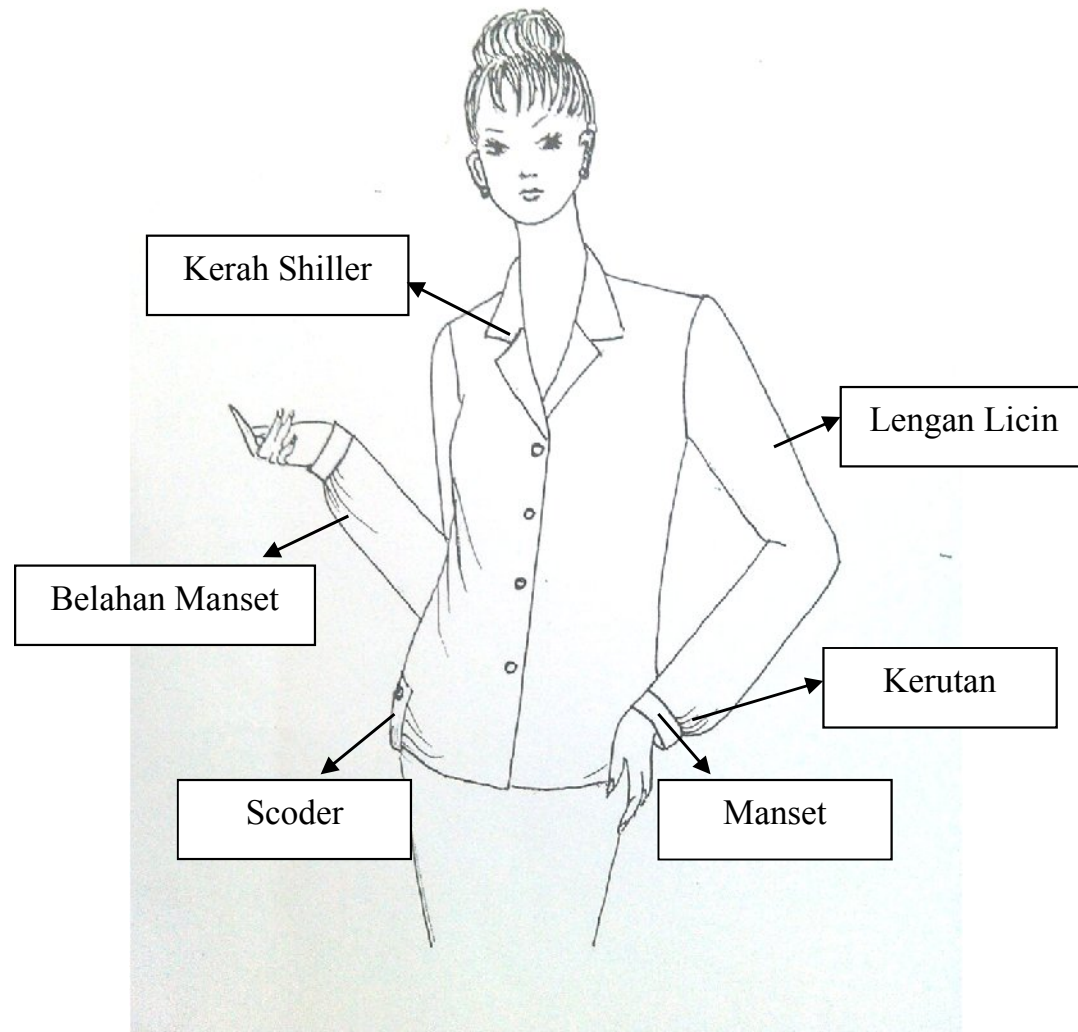 Kerah Shiller
Lengan Licin
Belahan Manset
Kerutan
Scoder
Manset